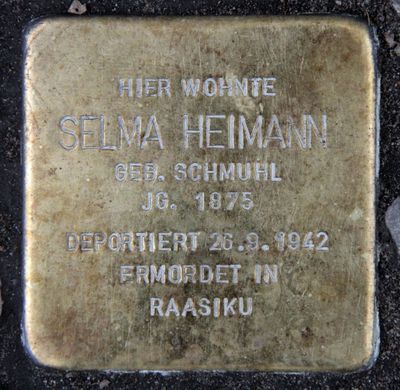 HIER WOHNTE
SELMA HEIMANN
GEB. SCHMUHL
JG. 1875
DEPORTIERT 26.9.1942
ERMORDET IN
RAASIKU